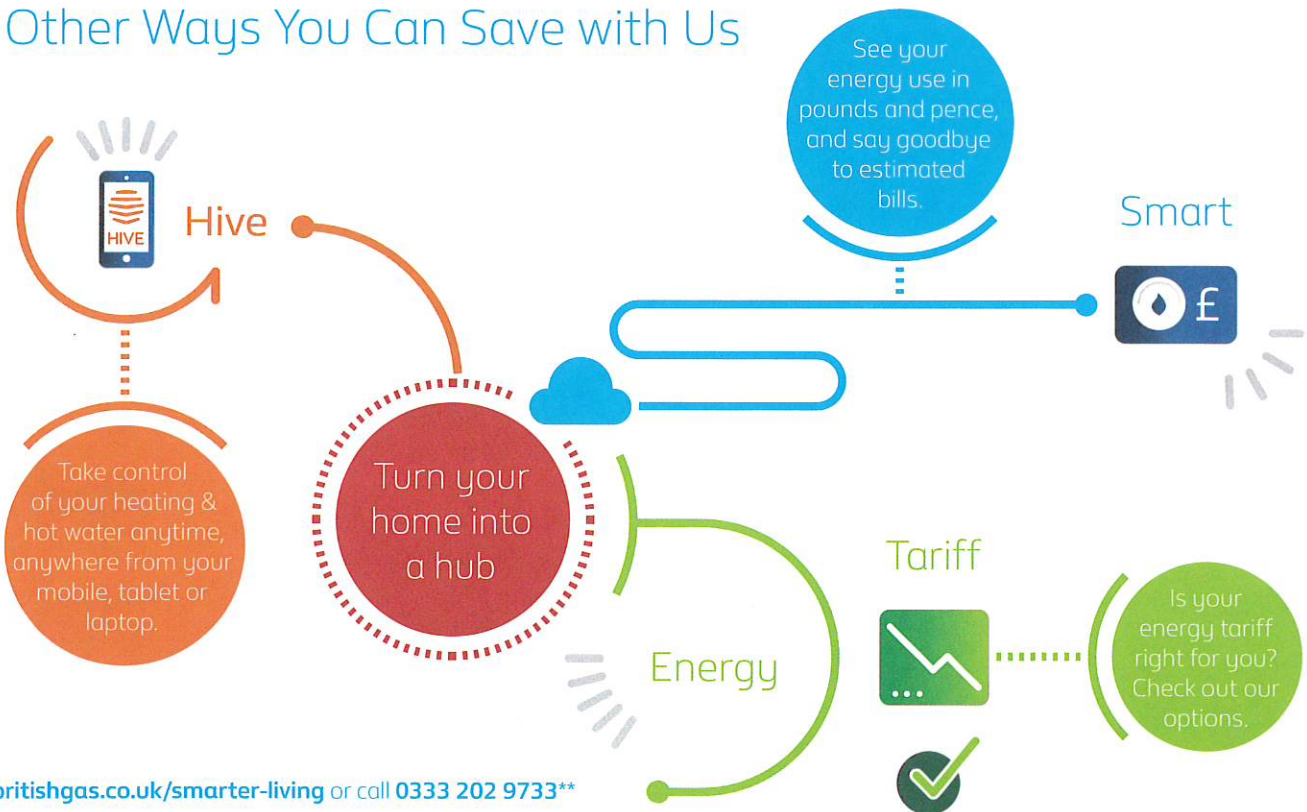 Other Ways You Can Save with Us
See your
energy use in
pounds and pence,
and say goodbye
to estimated
bills.
HIVE
Hive
Smart
£
Take control
of your heating &
hot water anytime,
anywhere from your
mobile, tablet or
laptop.
Turn your
home into
a hub
Tariff
Is your
energy tariff
right for you?
Check out our
options.
Energy
britishgas.co.uk/smarter-living or call 0333 202 9733**